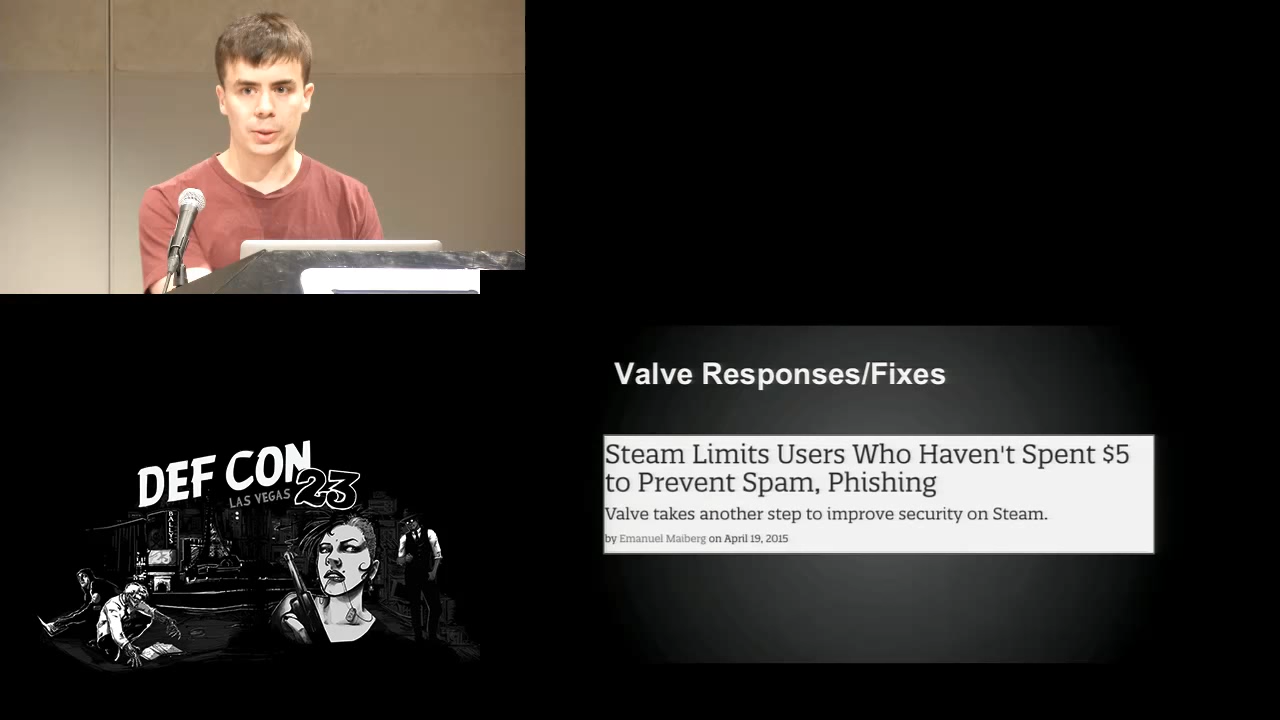 DEF CON
LAS VEGAS 23
BALLY'S
Valve Responses/Fixes
Steam Limits Users Who Haven't Spent $5
to Prevent Spam, Phishing
Valve takes another step to improve security on Steam.
by Emanuel Maiberg on April 19, 2015